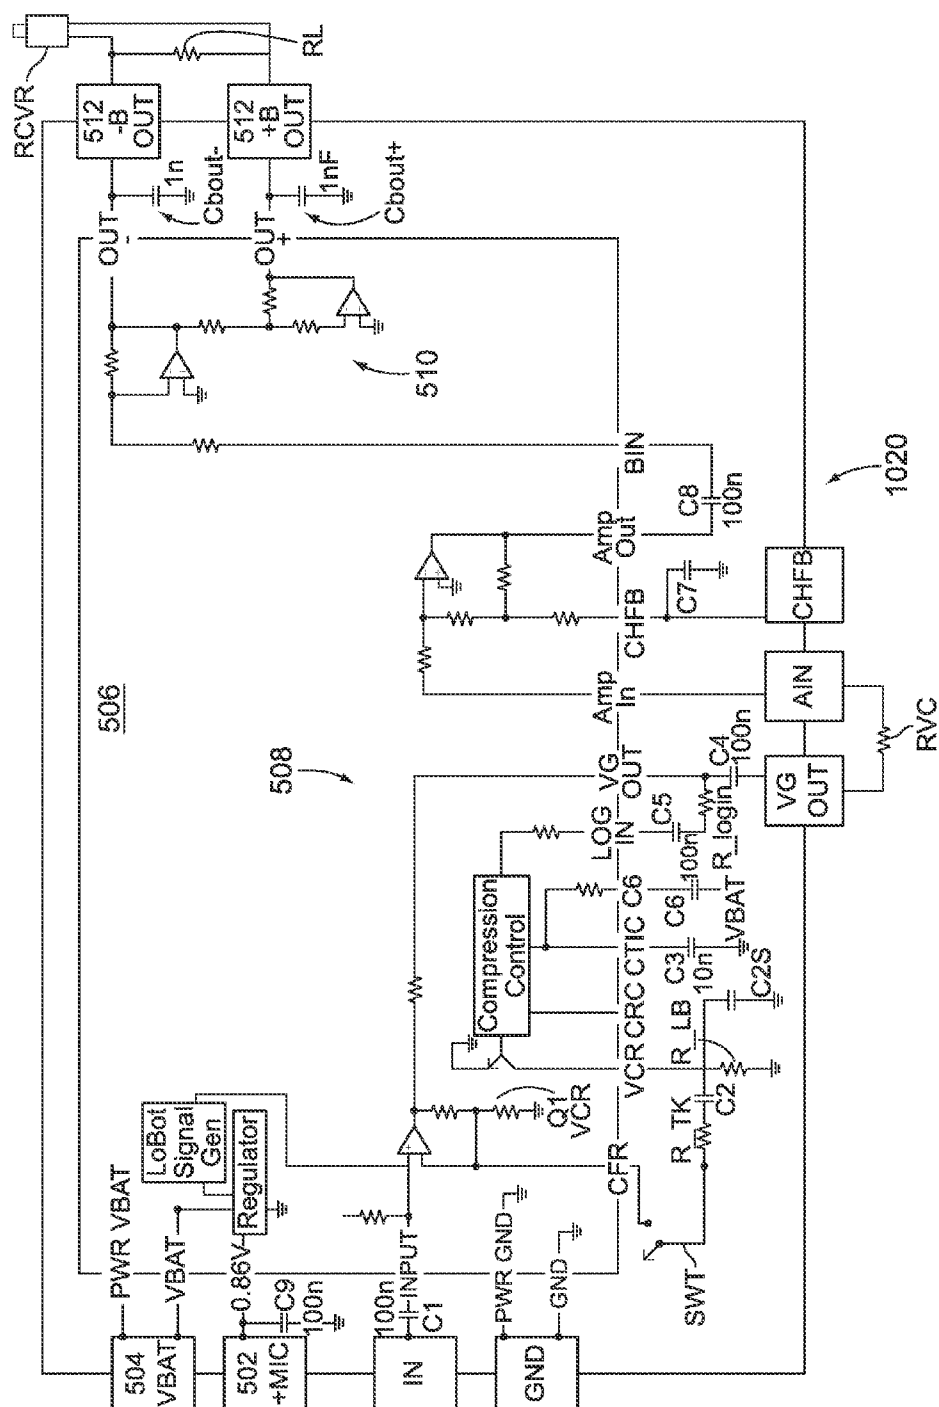 RCVR
RL
512
-B
OUT
512
+B
OUT
1n
Cbout-
1nF
Cbout+
OUT
-
OUT
+
510
506
508
1020
BIN
C8
100n
Amp
Out
CHFB
C7
CHFB
Amp
In
AIN
RVC
VG
OUT
C4
100n
VG
OUT
LOG
IN
C5
100n
R_login
Compression
Control
C6
C6
VBAT
CTIC
C3
10n
CRC
VCR
R_LB
C2S
C2
R_TK
Q1
VCR
CFR
SWT
LoBot
Signal
Gen
Regulator
PWR VBAT
VBAT
0.86V
C9
100n
INPUT
100n
C1
PWR GND
GND
504
VBAT
502
+MIC
IN
GND